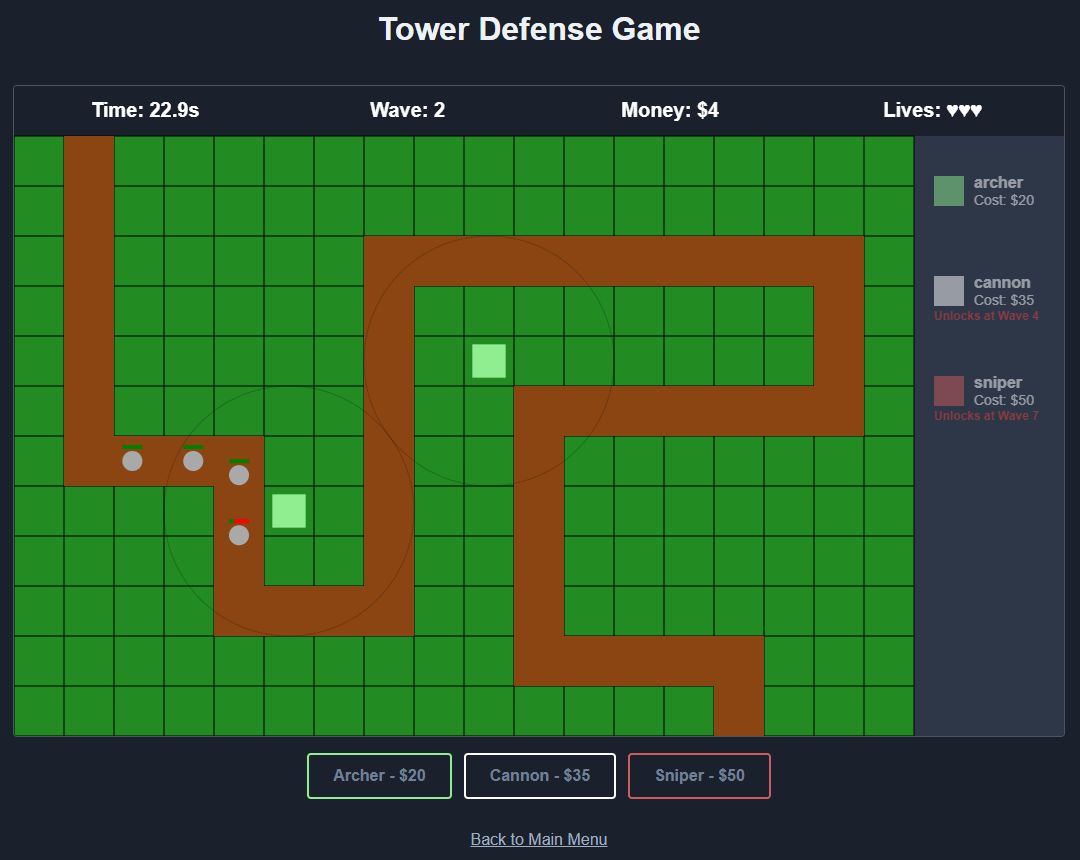 Tower Defense Game
Time: 22.9s
Wave: 2
Money: $4
Lives: ♥♥♥
archer
Cost: $20
cannon
Cost: $35
Unlocks at Wave 4
sniper
Cost: $50
Unlocks at Wave 7
Archer - $20
Cannon - $35
Sniper - $50
Back to Main Menu